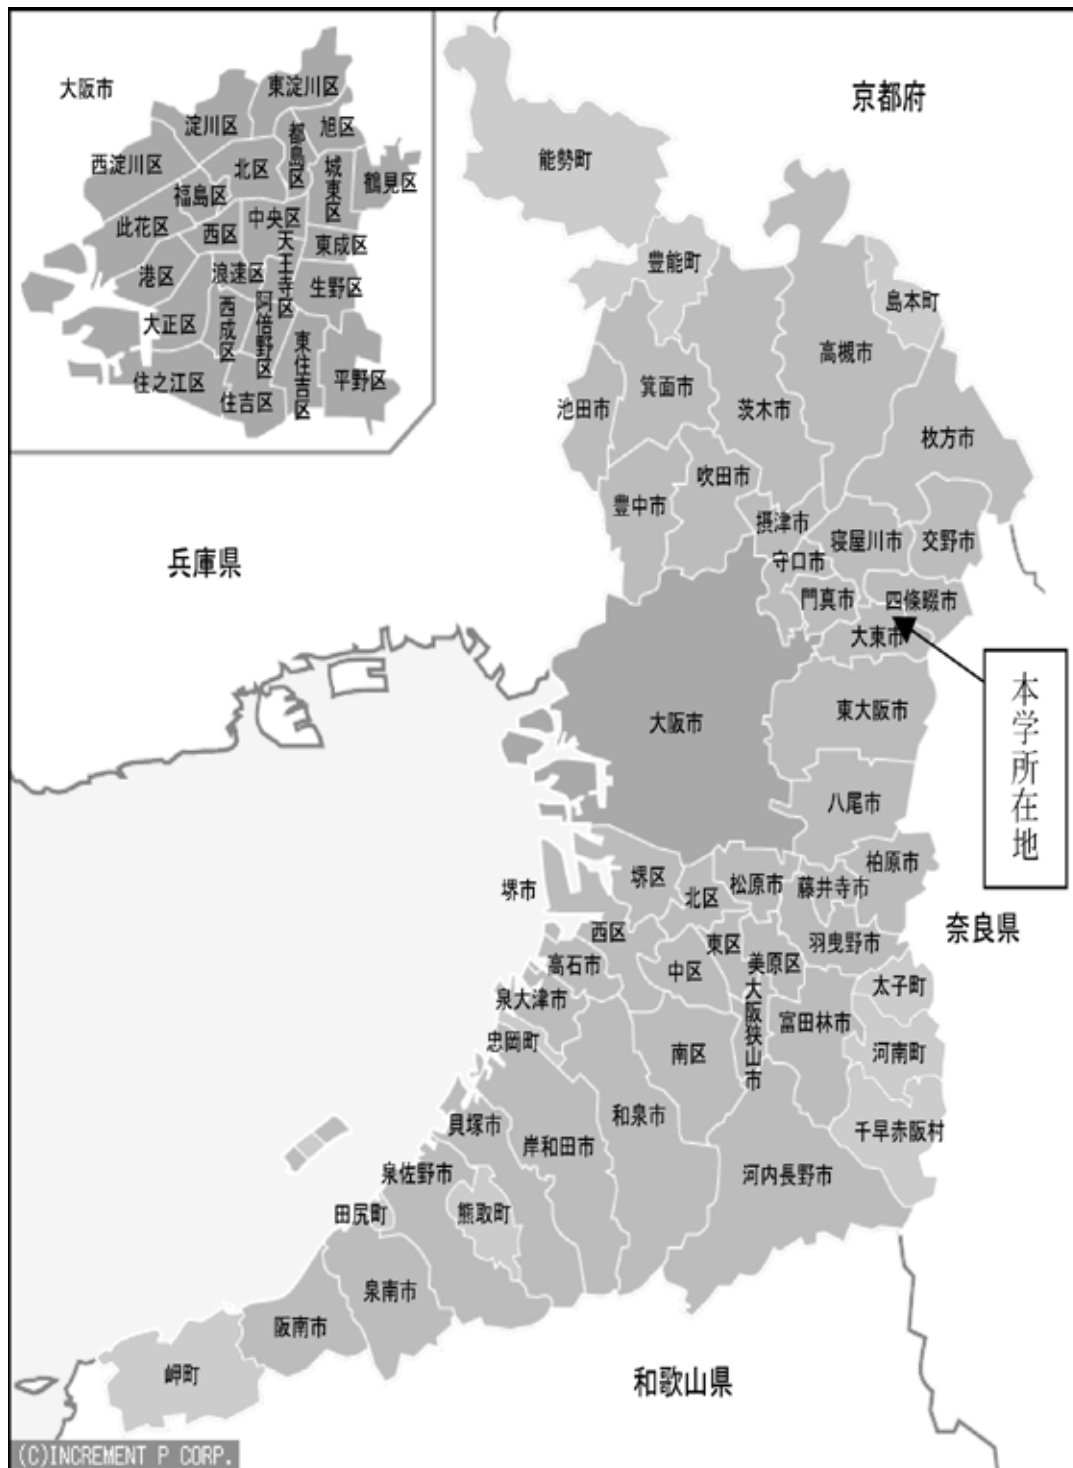 大阪市
東淀川区
淀川区
都島区
旭区
西淀川区
北区
城東区
鶴見区
福島区
此花区
西区
中央区
東成区
港区
浪速区
天王寺区
生野区
大正区
西成区
阿倍野区
東住吉区
住之江区
住吉区
平野区
京都府
能勢町
豊能町
島本町
高槻市
箕面市
池田市
茨木市
枚方市
吹田市
豊中市
摂津市
寝屋川市
交野市
守口市
兵庫県
門真市
四條畷市
大東市
本学所在地
東大阪市
大阪市
八尾市
柏原市
堺市
堺区
北区
松原市
藤井寺市
奈良県
西区
東区
羽曳野市
高石市
中区
美原区
太子町
泉大津市
大阪狭山市
富田林市
忠岡町
南区
河南町
貝塚市
和泉市
千早赤阪村
岸和田市
泉佐野市
河内長野市
田尻町
熊取町
泉南市
阪南市
岬町
和歌山県
(C)INCREMENT P CORP.